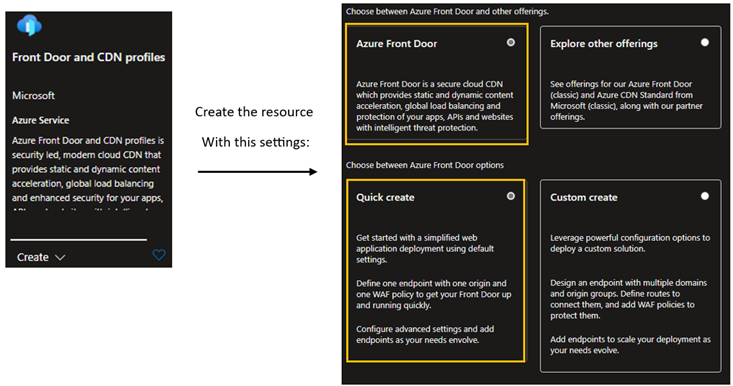 Front Door and CDN profiles
Microsoft
Azure Service
Azure Front Door and CDN profiles is
security led, modern cloud CDN that
provides static and dynamic content
acceleration, global load balancing
and enhanced security for your apps,
Create
Create the resource
With this settings:
Choose between Azure Front Door and other offerings.
Azure Front Door
Azure Front Door is a secure cloud CDN
which provides static and dynamic content
acceleration, global load balancing and
protection of your apps, APIs and websites
with intelligent threat protection.
Explore other offerings
See offerings for our Azure Front Door
(classic) and Azure CDN Standard from
Microsoft (classic), along with our partner
offerings.
Choose between Azure Front Door options
Quick create
Get started with a simplified web
application deployment using default
settings.
Define one endpoint with one origin and
one WAF policy to get your Front Door up
and running quickly.
Configure advanced settings and add
endpoints as your needs envolve.
Custom create
Leverage powerful configuration options to
deploy a custom solution.
Design an endpoint with multiple domains
and origin groups. Define routes to
connect them, and add WAF policies to
protect them.
Add endpoints to scale your deployment as
your needs evolve.